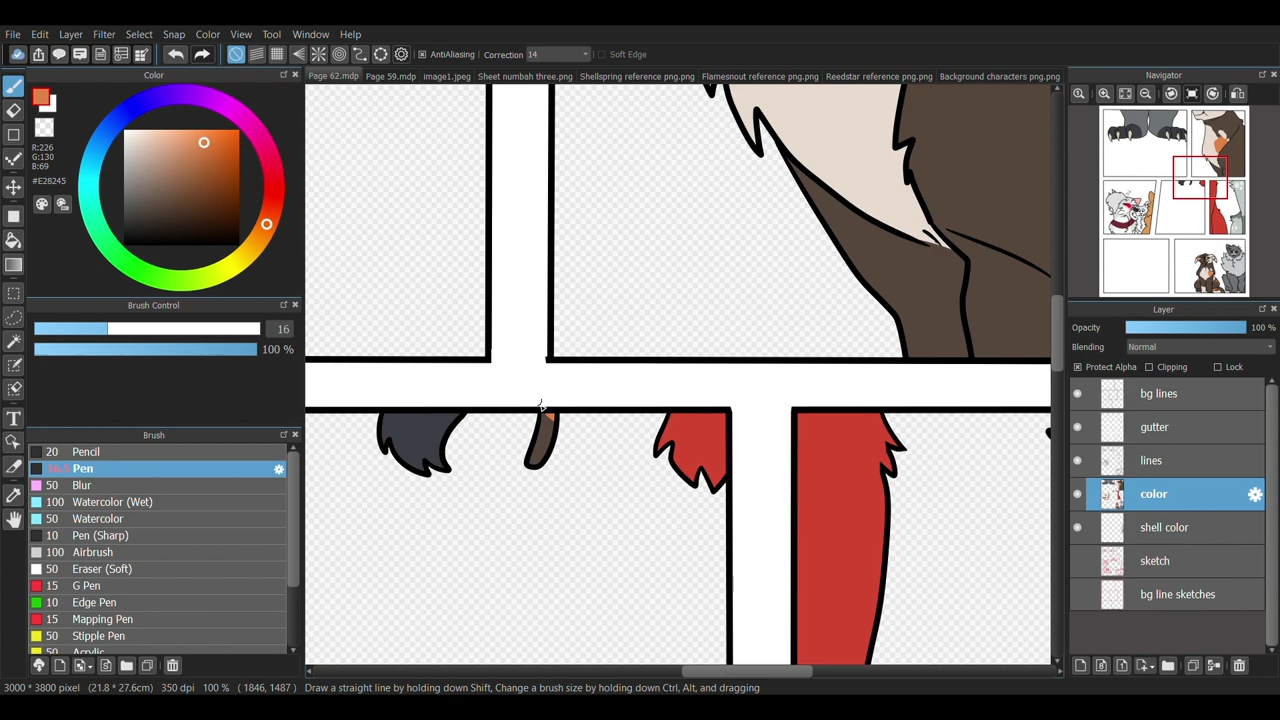 File Edit Layer Filter Select Snap Color View Tool Window Help
AntiAliasing Correction 14 Soft Edge
Color
Page 62.mdp Page 59.mdp image1.jpeg Sheet numbah three.png Shellspring reference png.png Flamesnout reference png.png Reedstar reference png.png Background characters png.png
Navigator
R:226
G:130
B:69
#E28245
Brush Control
16
100 %
Layer
Opacity 100 %
Blending Normal
Protect Alpha Clipping Lock
bg lines
gutter
lines
color
shell color
sketch
bg line sketches
Brush
20 Pencil
16.5 Pen
50 Blur
100 Watercolor (Wet)
50 Watercolor
10 Pen (Sharp)
100 Airbrush
50 Eraser (Soft)
15 G Pen
10 Edge Pen
15 Mapping Pen
50 Stipple Pen
50 Acrylic
3000 * 3800 pixel (21.8 * 27.6cm) 350 dpi 100 % ( 1846, 1487 ) Draw a straight line by holding down Shift, Change a brush size by holding down Ctrl, Alt, and dragging